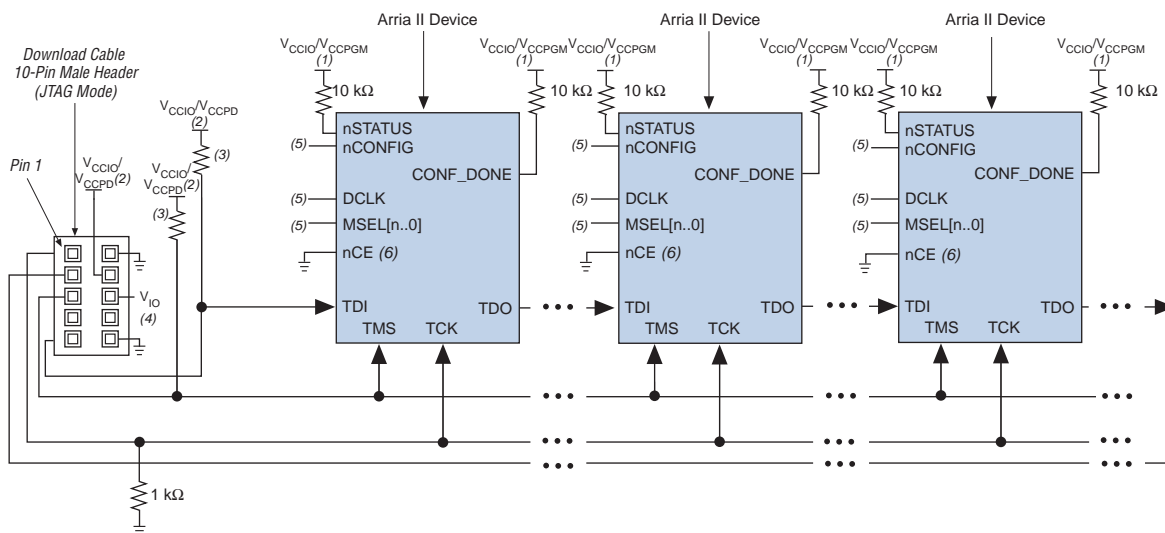 Arria II Device
Arria II Device
Arria II Device
Download Cable
10-Pin Male Header
(JTAG Mode)
Pin 1
VCCIO/
VCCPD(2)
VCCIO/VCCPD
(2)
(3)
VCCIO/
VCCPD(2)
(3)
VIO
(4)
1 kΩ
VCCIO/VCCPGM
(1)
10 kΩ
VCCIO/VCCPGM
(1)
10 kΩ
nSTATUS
(5) nCONFIG
CONF_DONE
(5) DCLK
(5) MSEL[n..0]
nCE (6)
TDI
TDO
TMS
TCK
VCCIO/VCCPGM
(1)
10 kΩ
VCCIO/VCCPGM
(1)
10 kΩ
nSTATUS
(5) nCONFIG
CONF_DONE
(5) DCLK
(5) MSEL[n..0]
nCE (6)
TDI
TDO
TMS
TCK
VCCIO/VCCPGM
(1)
10 kΩ
VCCIO/VCCPGM
(1)
10 kΩ
nSTATUS
(5) nCONFIG
CONF_DONE
(5) DCLK
(5) MSEL[n..0]
nCE (6)
TDI
TDO
TMS
TCK